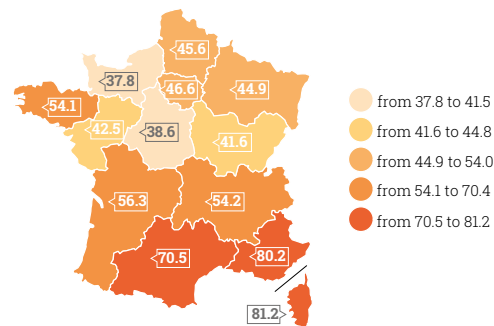 45.6
37.8
46.6
44.9
54.1
42.5
38.6
41.6
56.3
54.2
70.5
80.2
81.2
from 37.8 to 41.5
from 41.6 to 44.8
from 44.9 to 54.0
from 54.1 to 70.4
from 70.5 to 81.2